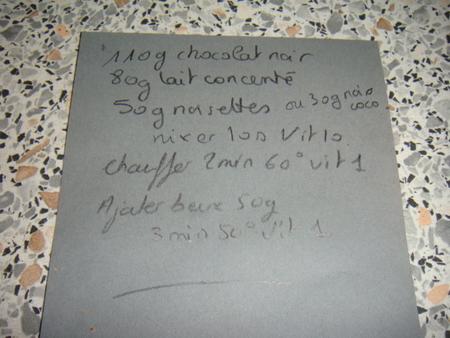 110g chocolat noir
80g lait concentré
50g noisettes ou 30g noix coco
mixer 10s Vit 10
chauffer 2min 60° vit 1
Ajouter beurre 50g
3min 50° vit 1